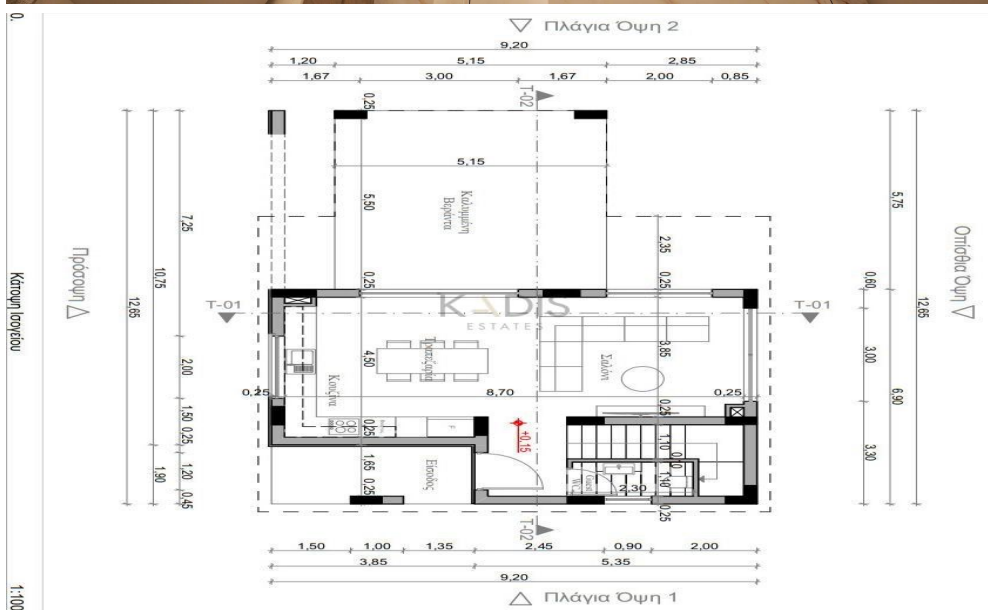 Πλάγια Όψη 2
9,20
1,20 5,15 2,85
1,67 3,00 1,67 2,00 0,85
T-02
0,25
5,15
5,50
Καλυμμένη
Βεράντα
2,35
0,25
0,25
7,25
10,75
12,65
2,00
1,50
0,25
1,20
1,90
0,45
Πρόσοψη
Κάτοψη Ισογείου
1:100
0.
5,75
0,60
3,00
6,90
3,30
12,65
Οπίσθια Όψη
T-01
T-01
KADIS
ESTATES
Τραπεζαρία
4,50
Κουζίνα
Σαλόνι
3,85
0,25 8,70 0,25
0,25
0,25
+0,15
F
1,10
0,10
1,10
Guest
WC
2,30
0,25
Είσοδος
1,65
0,25
T-02
1,50 1,00 1,35 2,45 0,90 2,00
3,85 5,35
9,20
Πλάγια Όψη 1